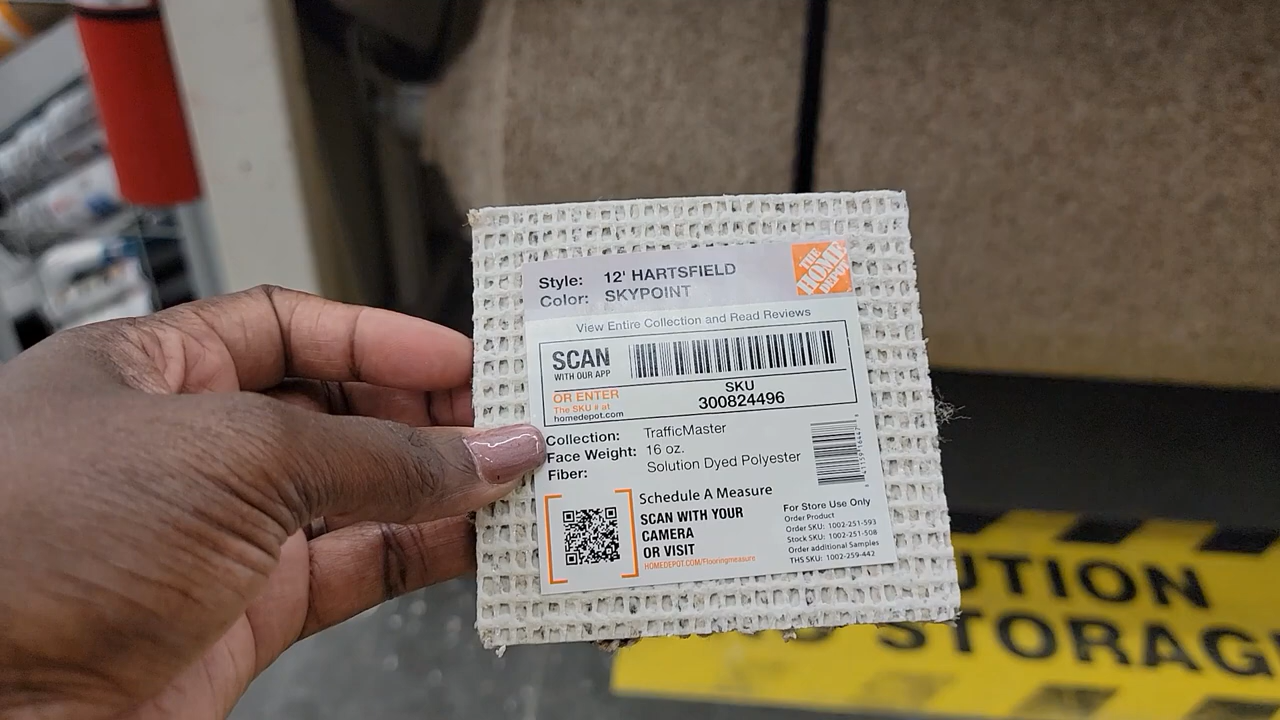 Style: 12' HARTSFIELD
Color: SKYPOINT
THE
HOME
DEPOT
View Entire Collection and Read Reviews
SCAN
WITH OUR APP
OR ENTER
The SKU # at
homedepot.com
SKU
300824496
Collection: TrafficMaster
Face Weight: 16 oz.
Fiber: Solution Dyed Polyester
Schedule A Measure
SCAN WITH YOUR
CAMERA
OR VISIT
HOMEDEPOT.COM/Flooringmeasure
For Store Use Only
Order Product
Order SKU: 1002-251-593
Stock SKU: 1002-251-508
Order additional Samples
THS SKU: 1002-259-442
UTION
STORAG